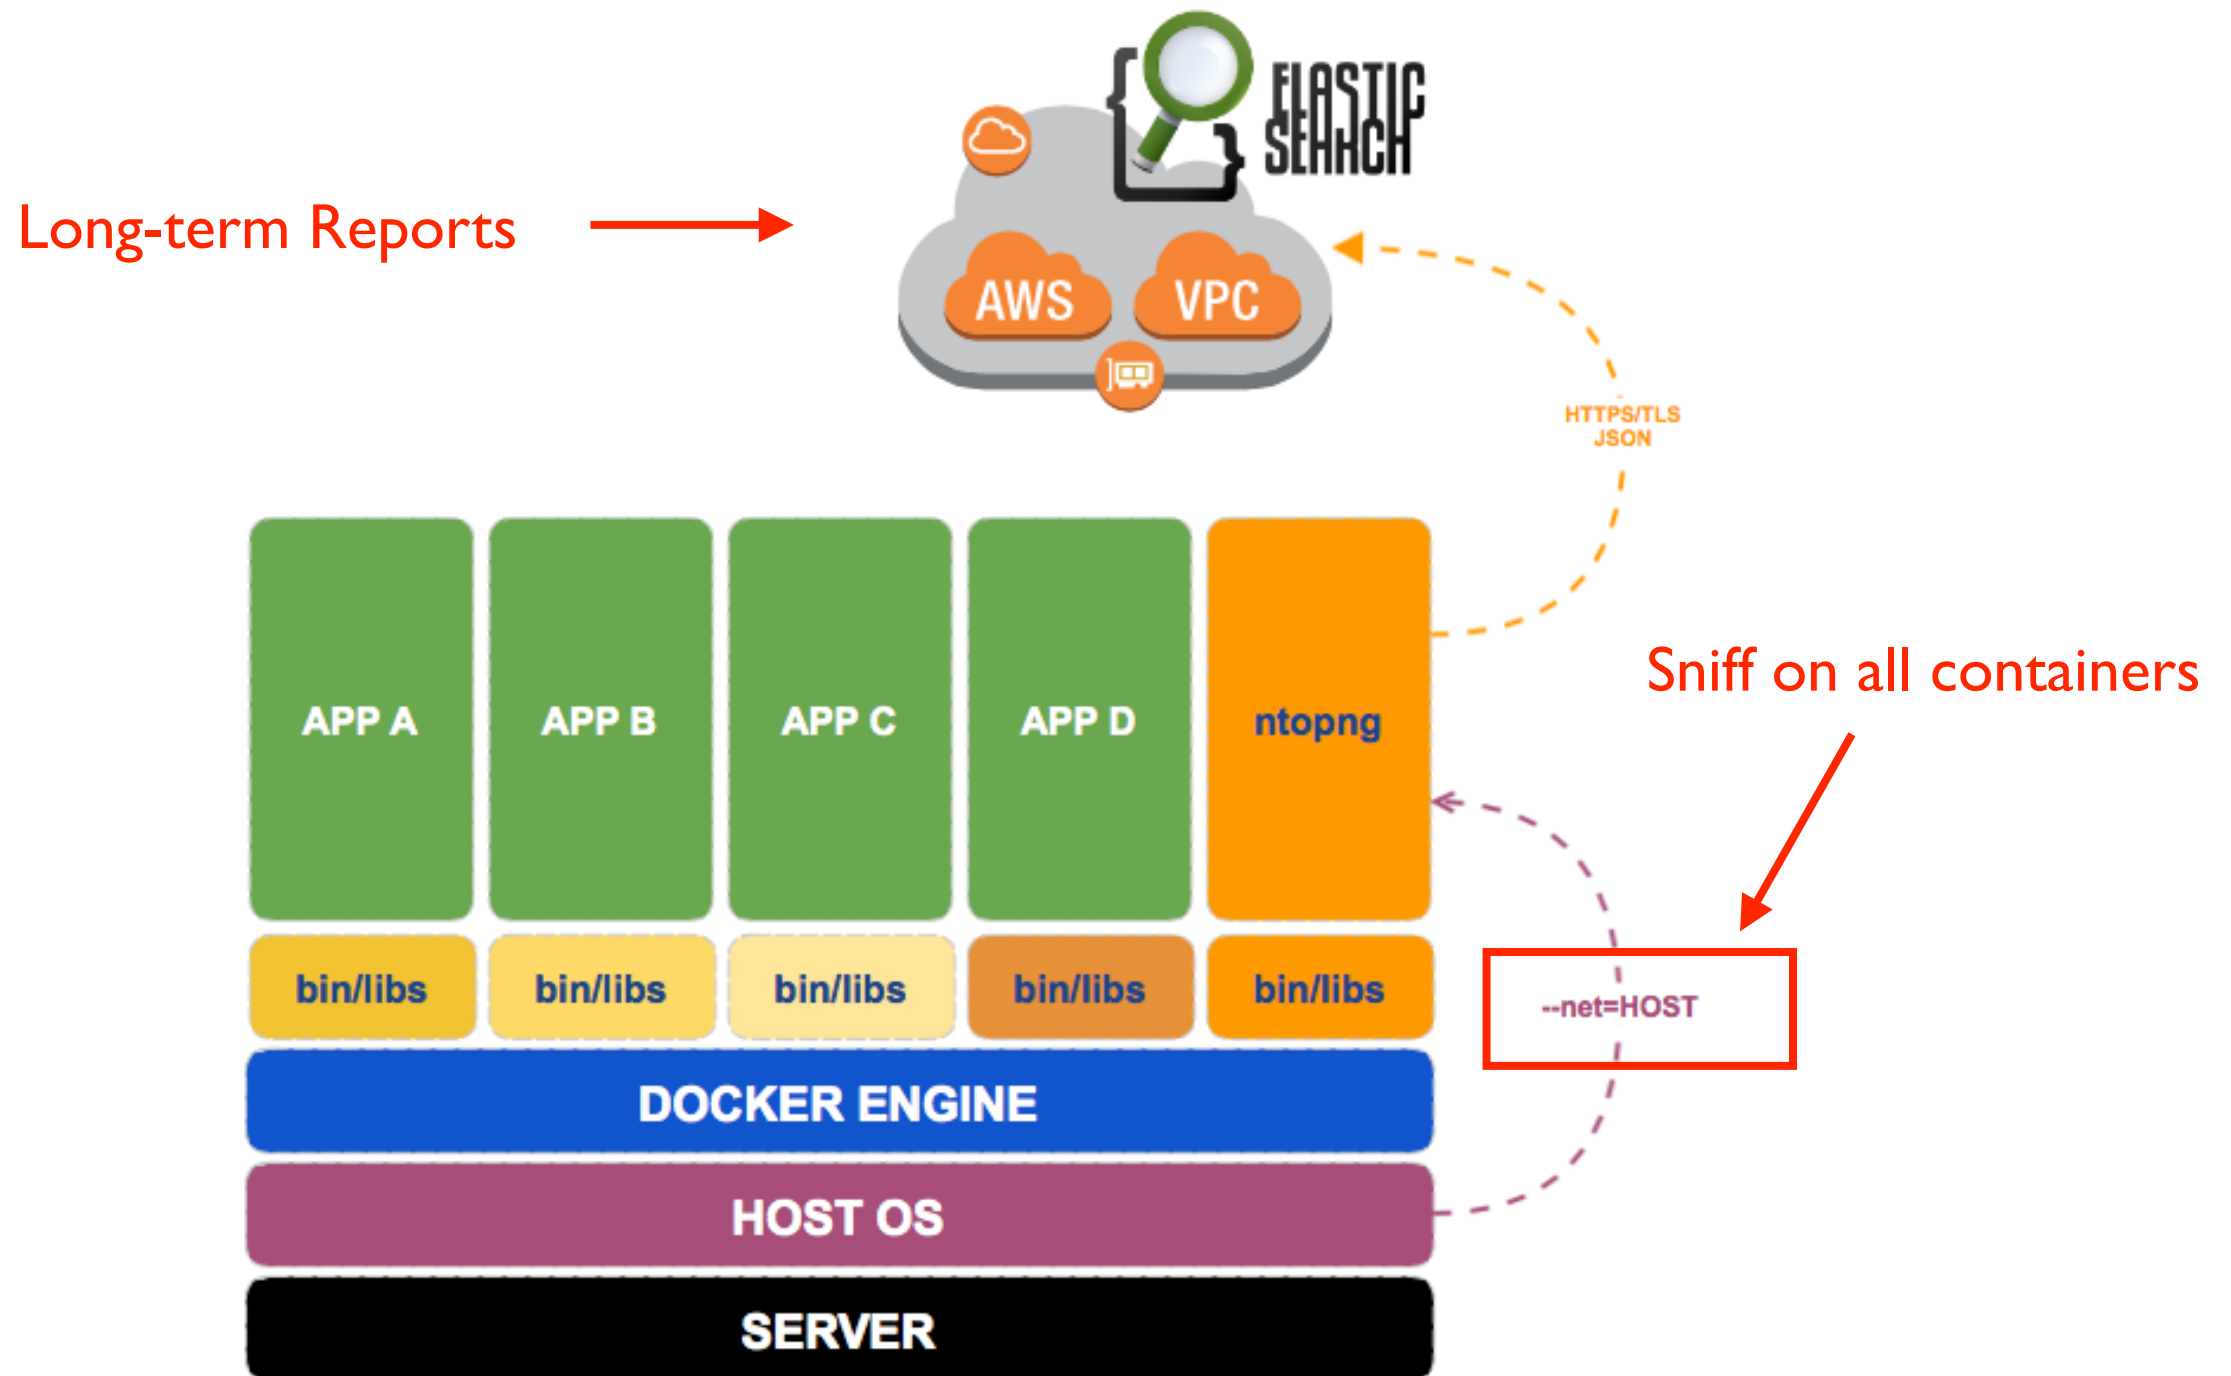 ELASTIC
SEARCH
Long-term Reports
AWS
VPC
HTTPS/TLS
JSON
Sniff on all containers
APP A
APP B
APP C
APP D
ntopng
bin/libs
bin/libs
bin/libs
bin/libs
bin/libs
--net=HOST
DOCKER ENGINE
HOST OS
SERVER